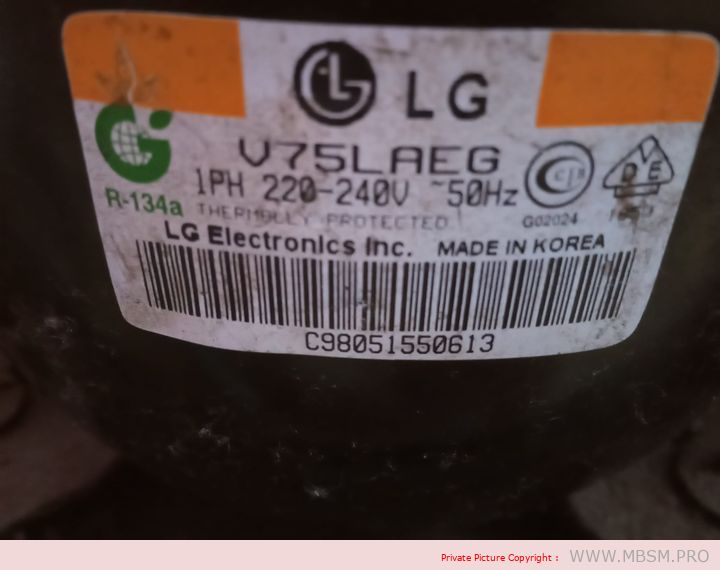 LG
V75LAEG
R-134a
1PH 220-240V ~50Hz
THERMOLLY PROTECTED
G02024
LG Electronics Inc. MADE IN KOREA
C98051550613
Private Picture Copyright : WWW.MBSM.PRO